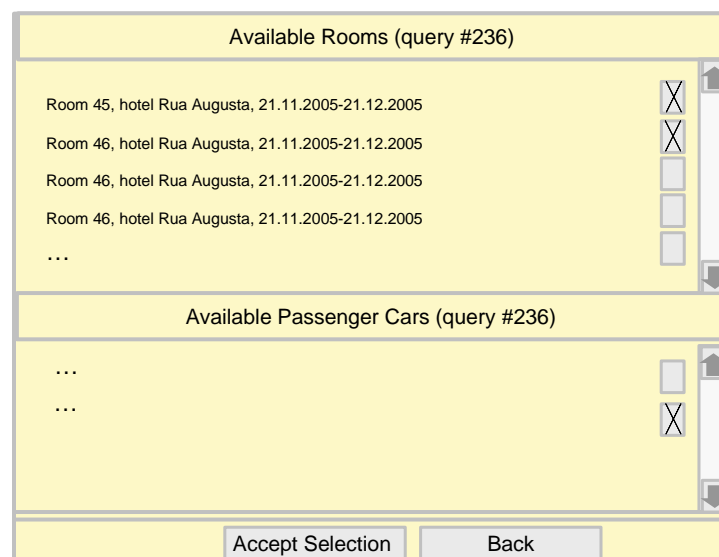 Available Rooms (query #236)
Room 45, hotel Rua Augusta, 21.11.2005-21.12.2005
Room 46, hotel Rua Augusta, 21.11.2005-21.12.2005
Room 46, hotel Rua Augusta, 21.11.2005-21.12.2005
Room 46, hotel Rua Augusta, 21.11.2005-21.12.2005
…
Available Passenger Cars (query #236)
…
…
Accept Selection Back